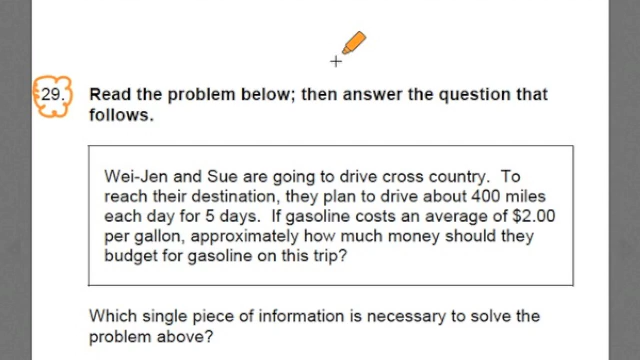 29. Read the problem below; then answer the question that
follows.
Wei-Jen and Sue are going to drive cross country. To
reach their destination, they plan to drive about 400 miles
each day for 5 days. If gasoline costs an average of $2.00
per gallon, approximately how much money should they
budget for gasoline on this trip?
Which single piece of information is necessary to solve the
problem above?